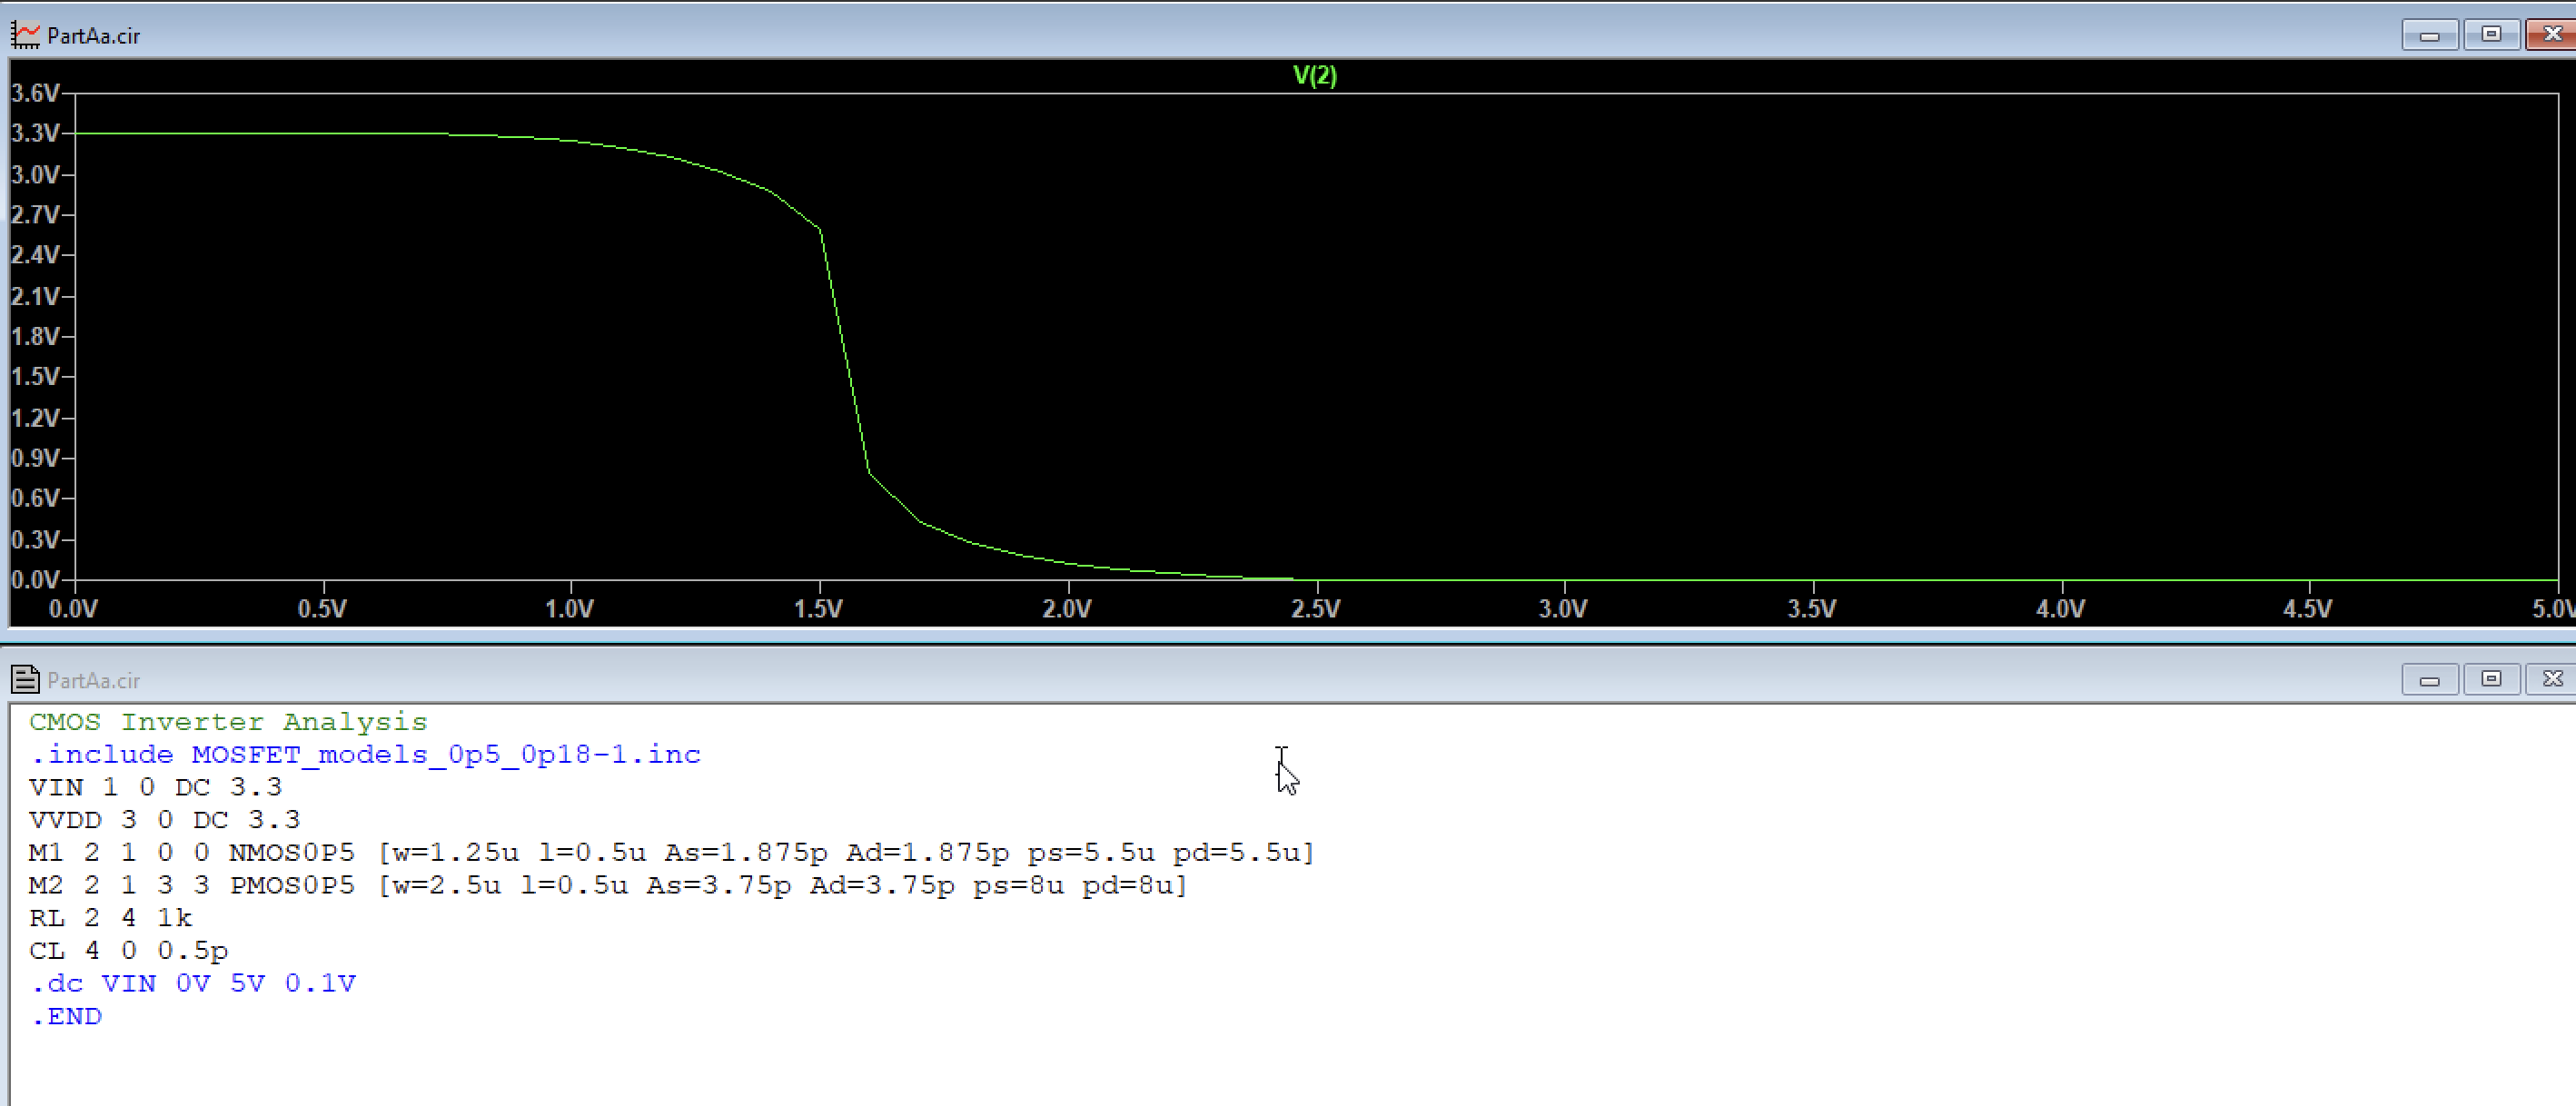 PartAa.cir
V(2)
3.6V
3.3V
3.0V
2.7V
2.4V
2.1V
1.8V
1.5V
1.2V
0.9V
0.6V
0.3V
0.0V
0.0V 0.5V 1.0V 1.5V 2.0V 2.5V 3.0V 3.5V 4.0V 4.5V 5.0V
PartAa.cir
CMOS Inverter Analysis
.include MOSFET_models_0p5_0p18-1.inc
VIN 1 0 DC 3.3
VVDD 3 0 DC 3.3
M1 2 1 0 0 NMOS0P5 [w=1.25u l=0.5u As=1.875p Ad=1.875p ps=5.5u pd=5.5u]
M2 2 1 3 3 PMOS0P5 [w=2.5u l=0.5u As=3.75p Ad=3.75p ps=8u pd=8u]
RL 2 4 1k
CL 4 0 0.5p
.dc VIN 0V 5V 0.1V
.END